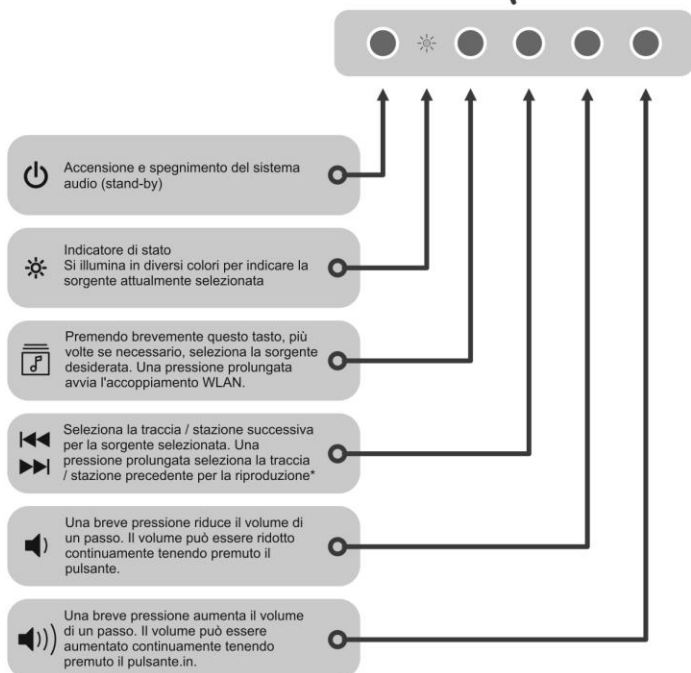 Accensione e spegnimento del sistema
audio (stand-by)
Indicatore di stato
Si illumina in diversi colori per indicare la
sorgente attualmente selezionata
Premendo brevemente questo tasto, più
volte se necessario, seleziona la sorgente
desiderata. Una pressione prolungata
avvia l'accoppiamento WLAN.
Seleziona la traccia / stazione successiva
per la sorgente selezionata. Una
pressione prolungata seleziona la traccia
/ stazione precedente per la riproduzione*
Una breve pressione riduce il volume di
un passo. Il volume può essere ridotto
continuamente tenendo premuto il
pulsante.
Una breve pressione aumenta il volume
di un passo. Il volume può essere
aumentato continuamente tenendo
premuto il pulsante.in.